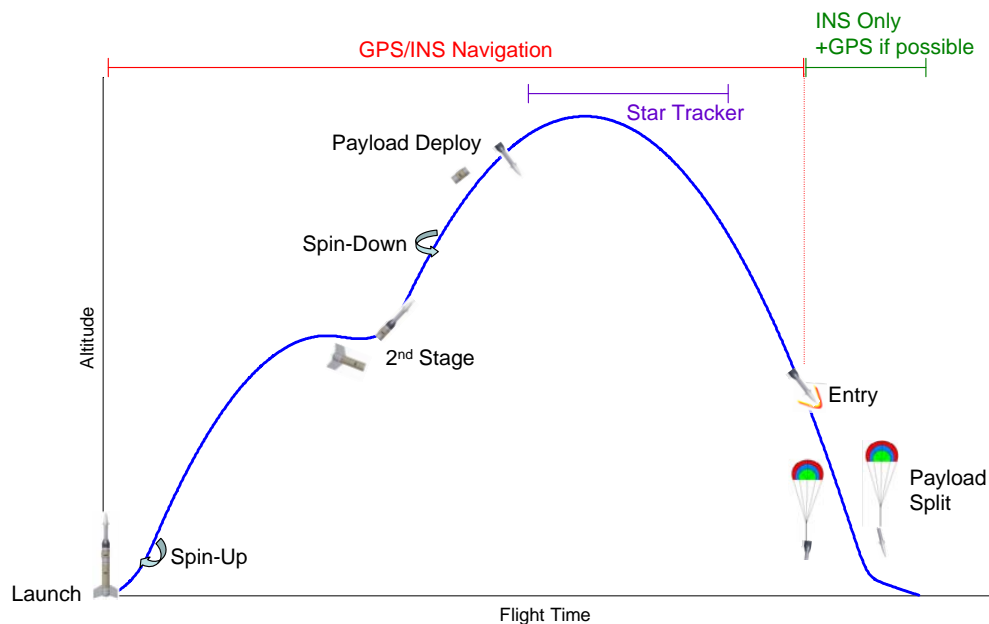 INS Only
+GPS if possible
GPS/INS Navigation
Star Tracker
Payload Deploy
Spin-Down
2nd Stage
Altitude
Entry
Payload
Split
Spin-Up
Launch
Flight Time